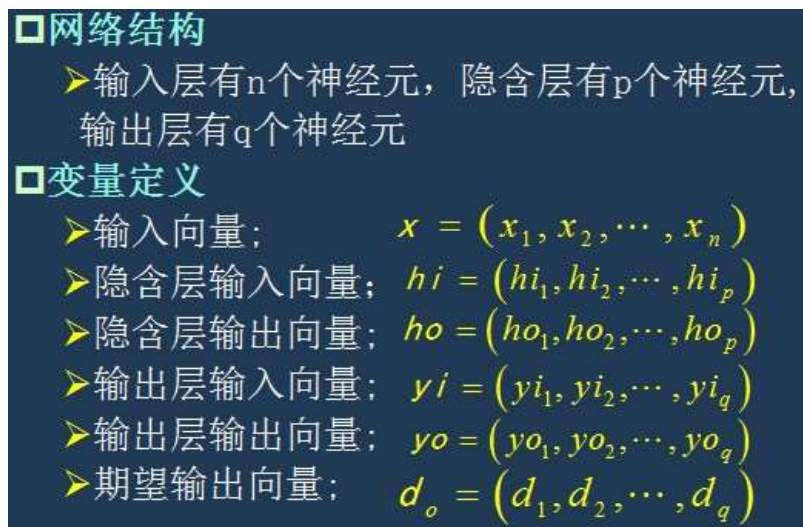 网络结构
输入层有n个神经元，隐含层有p个神经元,
输出层有q个神经元
变量定义
输入向量; x = (x₁, x₂, ⋯ , xₙ)
隐含层输入向量； hi = (hi₁, hi₂, ⋯ , hiₚ)
隐含层输出向量; ho = (ho₁, ho₂, ⋯ , hoₚ)
输出层输入向量; yi = (yi₁, yi₂, ⋯ , yi_q)
输出层输出向量; yo = (yo₁, yo₂, ⋯ , yo_q)
期望输出向量; dₒ = (d₁, d₂, ⋯ , d_q)